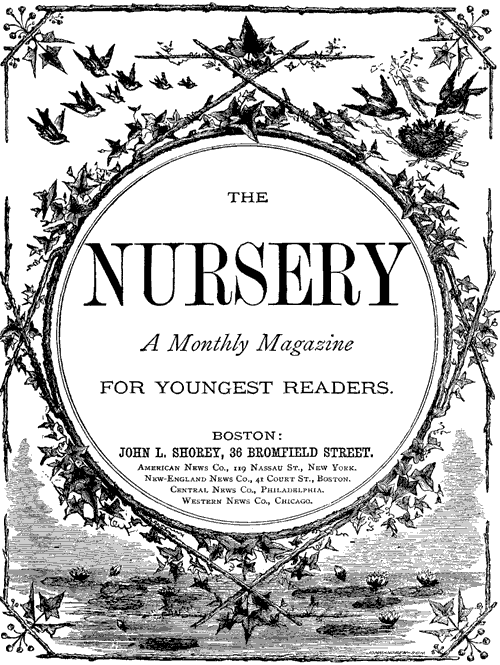 THE
NURSERY
A Monthly Magazine
FOR YOUNGEST READERS.
BOSTON:
JOHN L. SHOREY, 36 BROMFIELD STREET.
AMERICAN NEWS CO., 119 NASSAU ST., NEW YORK.
NEW-ENGLAND NEWS CO., 41 COURT ST., BOSTON.
CENTRAL NEWS CO., PHILADELPHIA.
WESTERN NEWS CO., CHICAGO.